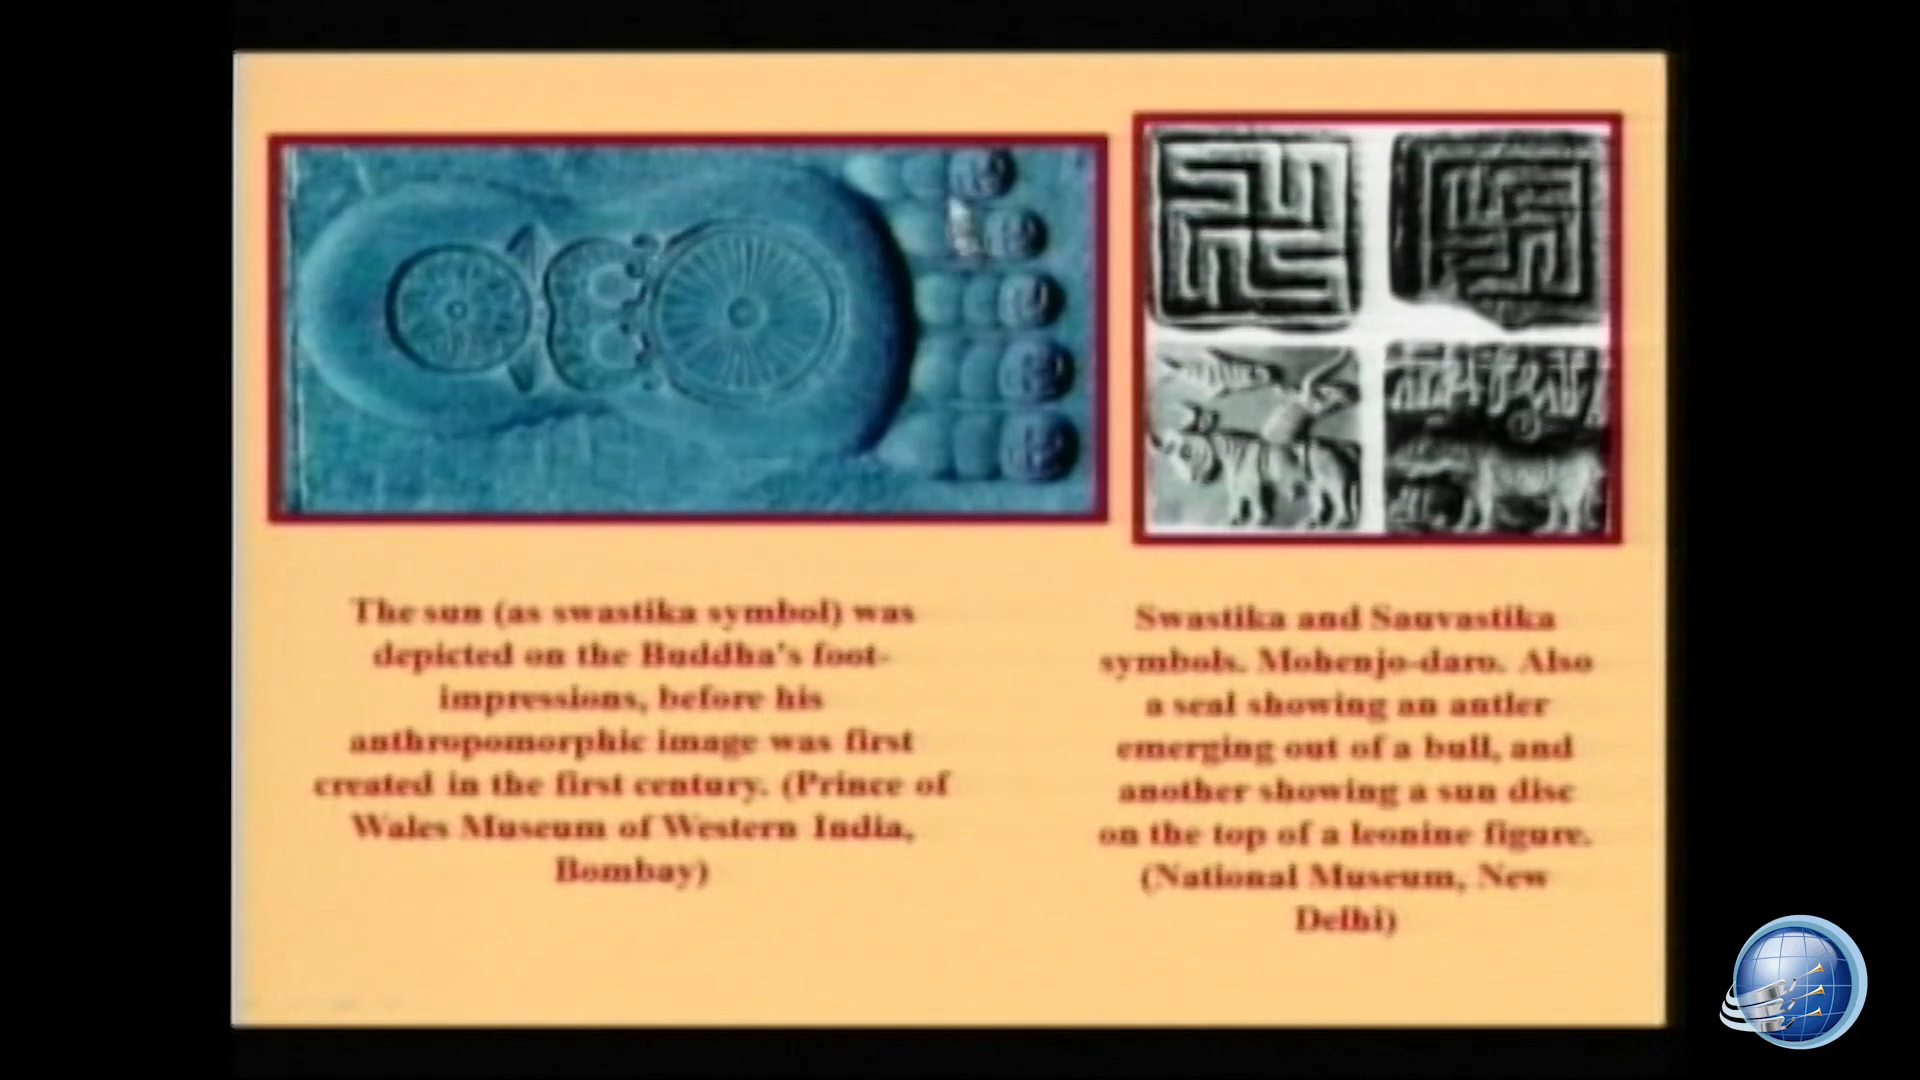 The sun (as swastika symbol) was
depicted on the Buddha's foot-
impressions, before his
anthropomorphic image was first
created in the first century. (Prince of
Wales Museum of Western India,
Bombay)
Swastika and Sauvastika
symbols. Mohenjo-daro. Also
a seal showing an antler
emerging out of a bull, and
another showing a sun disc
on the top of a leonine figure.
(National Museum, New
Delhi)